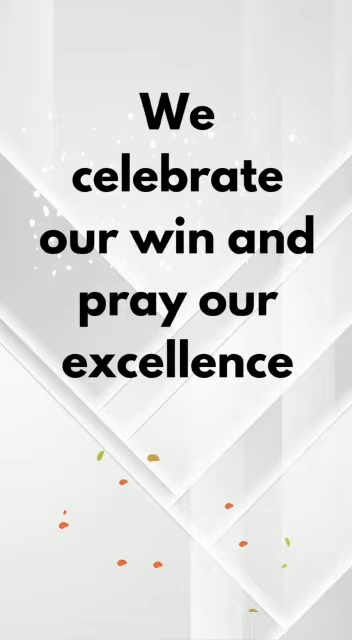 We
celebrate
our win and
pray our
excellence